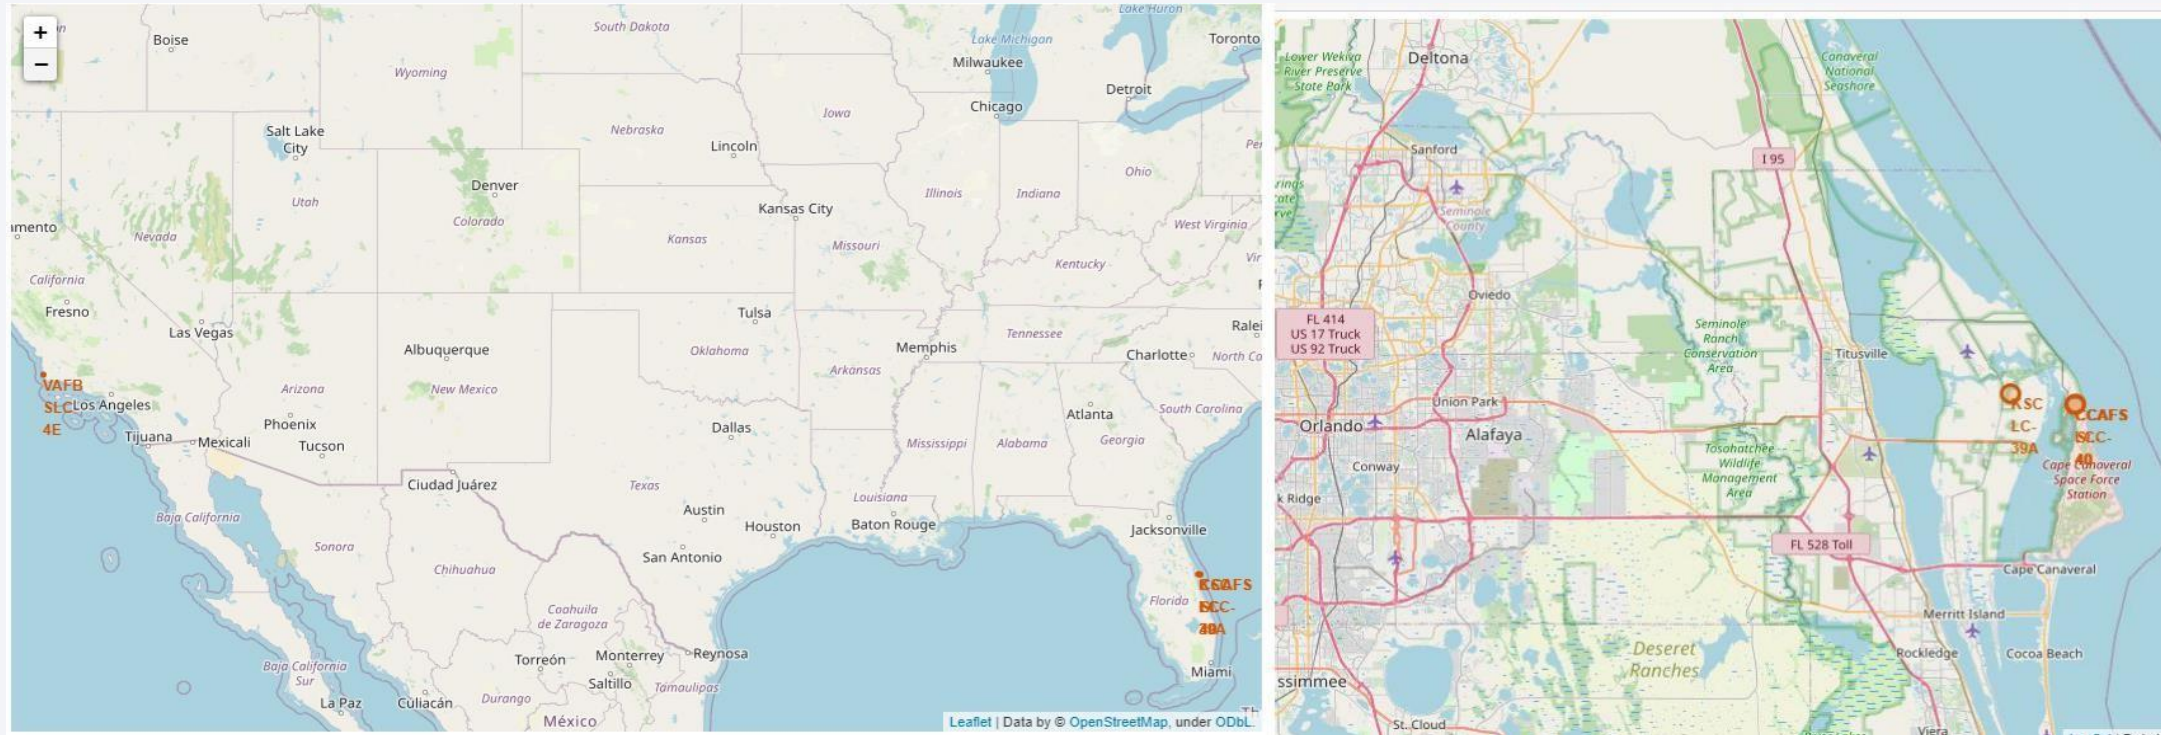 +
−
Boise
South Dakota
Lake Huron
Lake Michigan
Toronto
Wyoming
Milwaukee
Detroit
Chicago
Iowa
Salt Lake
City
Nebraska
Lincoln
Denver
Illinois
Indiana
Ohio
Utah
Colorado
Kansas City
Nevada
Kansas
Missouri
West Virginia
Kentucky
California
Fresno
Las Vegas
Tulsa
Tennessee
Albuquerque
Oklahoma
Memphis
Charlotte
Arkansas
VAFB
SLC-
4E
Los Angeles
Arizona
New Mexico
Phoenix
Atlanta
South Carolina
Tijuana
Mexicali
Tucson
Dallas
Mississippi
Alabama
Georgia
Ciudad Juárez
Texas
Louisiana
Baja California
Austin
Houston
Baton Rouge
Jacksonville
Sonora
San Antonio
Chihuahua
Florida
Coahuila
de Zaragoza
Baja California
Sur
Torreón
Monterrey
Reynosa
Saltillo
Tamaulipas
Miami
La Paz
Culiacán
Durango
México
Leaflet | Data by © OpenStreetMap, under ODbL.
Lower Wekiva
River Preserve
State Park
Deltona
Canaveral
National
Seashore
Sanford
I 95
Seminole
County
Oviedo
FL 414
US 17 Truck
US 92 Truck
Seminole
Ranch
Conservation
Area
Titusville
Union Park
KSC
LC-
39A
CCAFS
40
Orlando
Alafaya
Conway
Tosohatchee
Wildlife
Management
Area
Cape Canaveral
Space Force
Station
k Ridge
FL 528 Toll
Cape Canaveral
Merritt Island
Deseret
Ranches
Rockledge
Cocoa Beach
ssimmee
St. Cloud
Viera